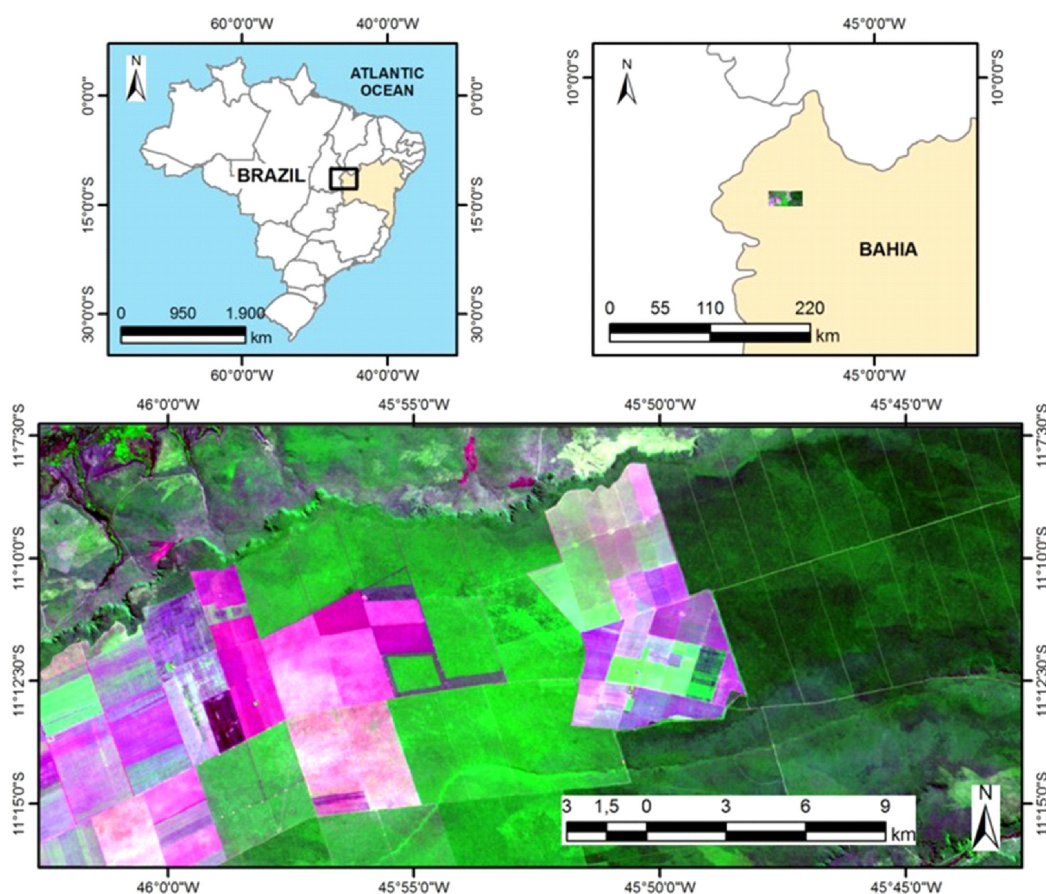 60°0'0"W 40°0'0"W
45°0'0"W
N
ATLANTIC
OCEAN
N
0°0'0"
10°0'0"S
10°0'0"S
0°0'0"
BRAZIL
15°0'0"S
15°0'0"S
BAHIA
30°0'0"S
30°0'0"S
0 950 1.900
km
0 55 110 220
km
60°0'0"W 40°0'0"W
45°0'0"W
46°0'0"W 45°55'0"W 45°50'0"W 45°45'0"W
11°7'30"S
11°7'30"S
11°10'0"S
11°10'0"S
11°12'30"S
11°12'30"S
11°15'0"S
11°15'0"S
3 1,5 0 3 6 9
km
N
46°0'0"W 45°55'0"W 45°50'0"W 45°45'0"W